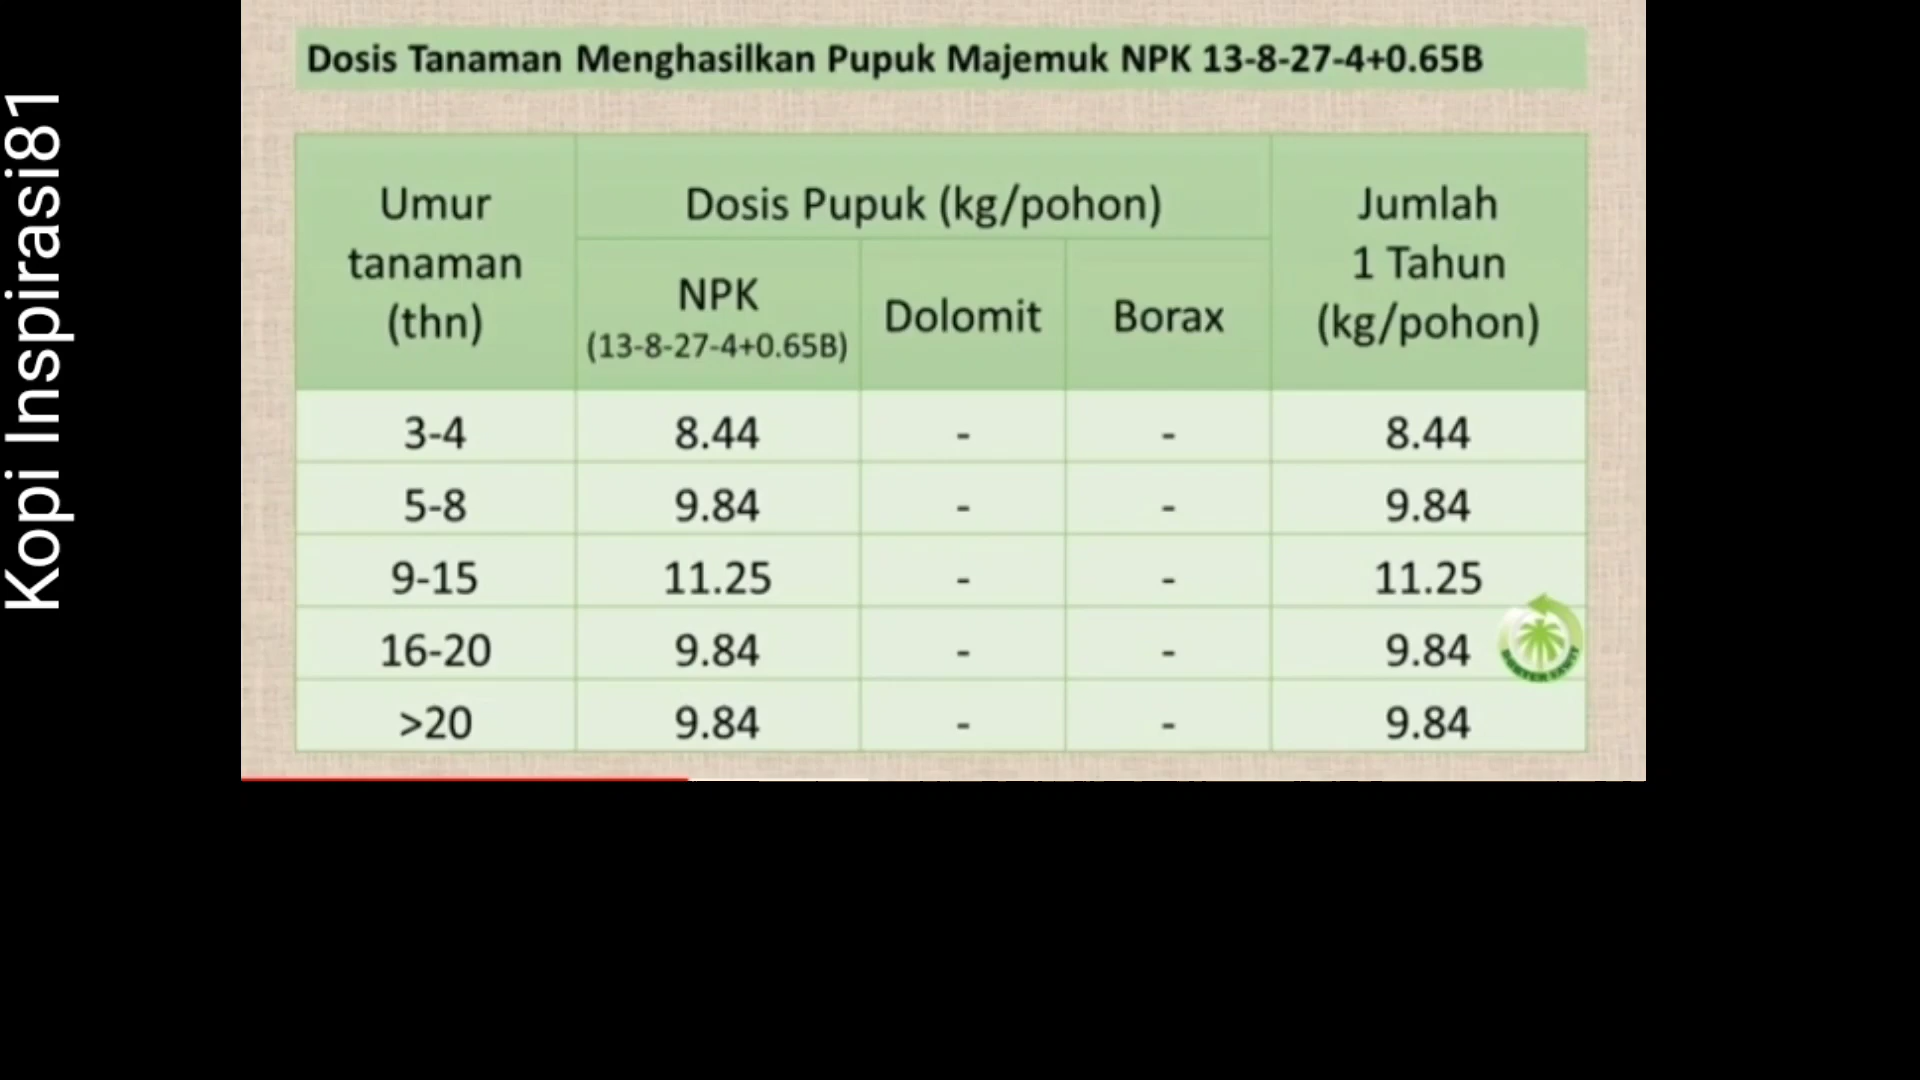 Kopi Inspirasi81
Dosis Tanaman Menghasilkan Pupuk Majemuk NPK 13-8-27-4+0.65B
Umur tanaman (thn)
Dosis Pupuk (kg/pohon)
Jumlah 1 Tahun (kg/pohon)
NPK (13-8-27-4+0.65B)
Dolomit
Borax
3-4 8.44 - - 8.44
5-8 9.84 - - 9.84
9-15 11.25 - - 11.25
16-20 9.84 - - 9.84
>20 9.84 - - 9.84